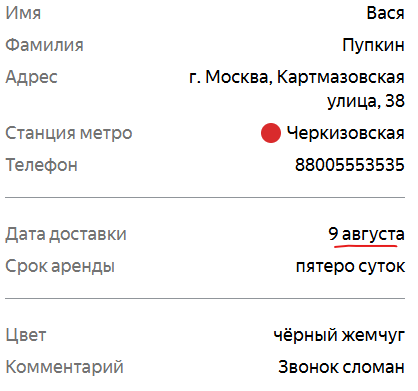 Имя Вася
Фамилия Пупкин
Адрес г. Москва, Картмазовская
улица, 38
Станция метро Черкизовская
Телефон 88005553535
Дата доставки 9 августа
Срок аренды пятеро суток
Цвет чёрный жемчуг
Комментарий Звонок сломан